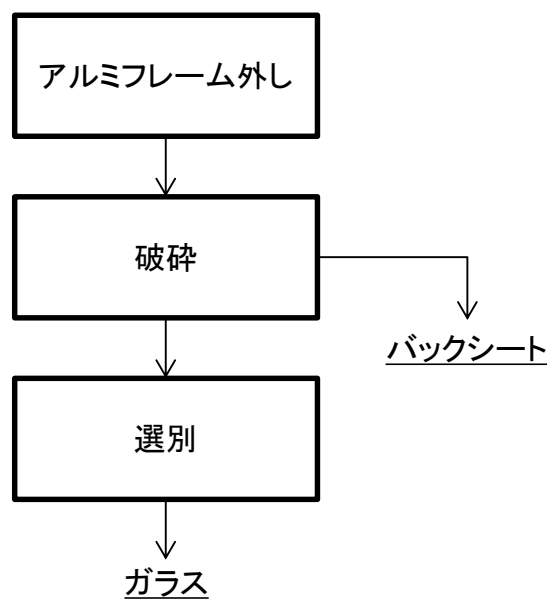 アルミフレーム外し
破砕
バックシート
選別
ガラス